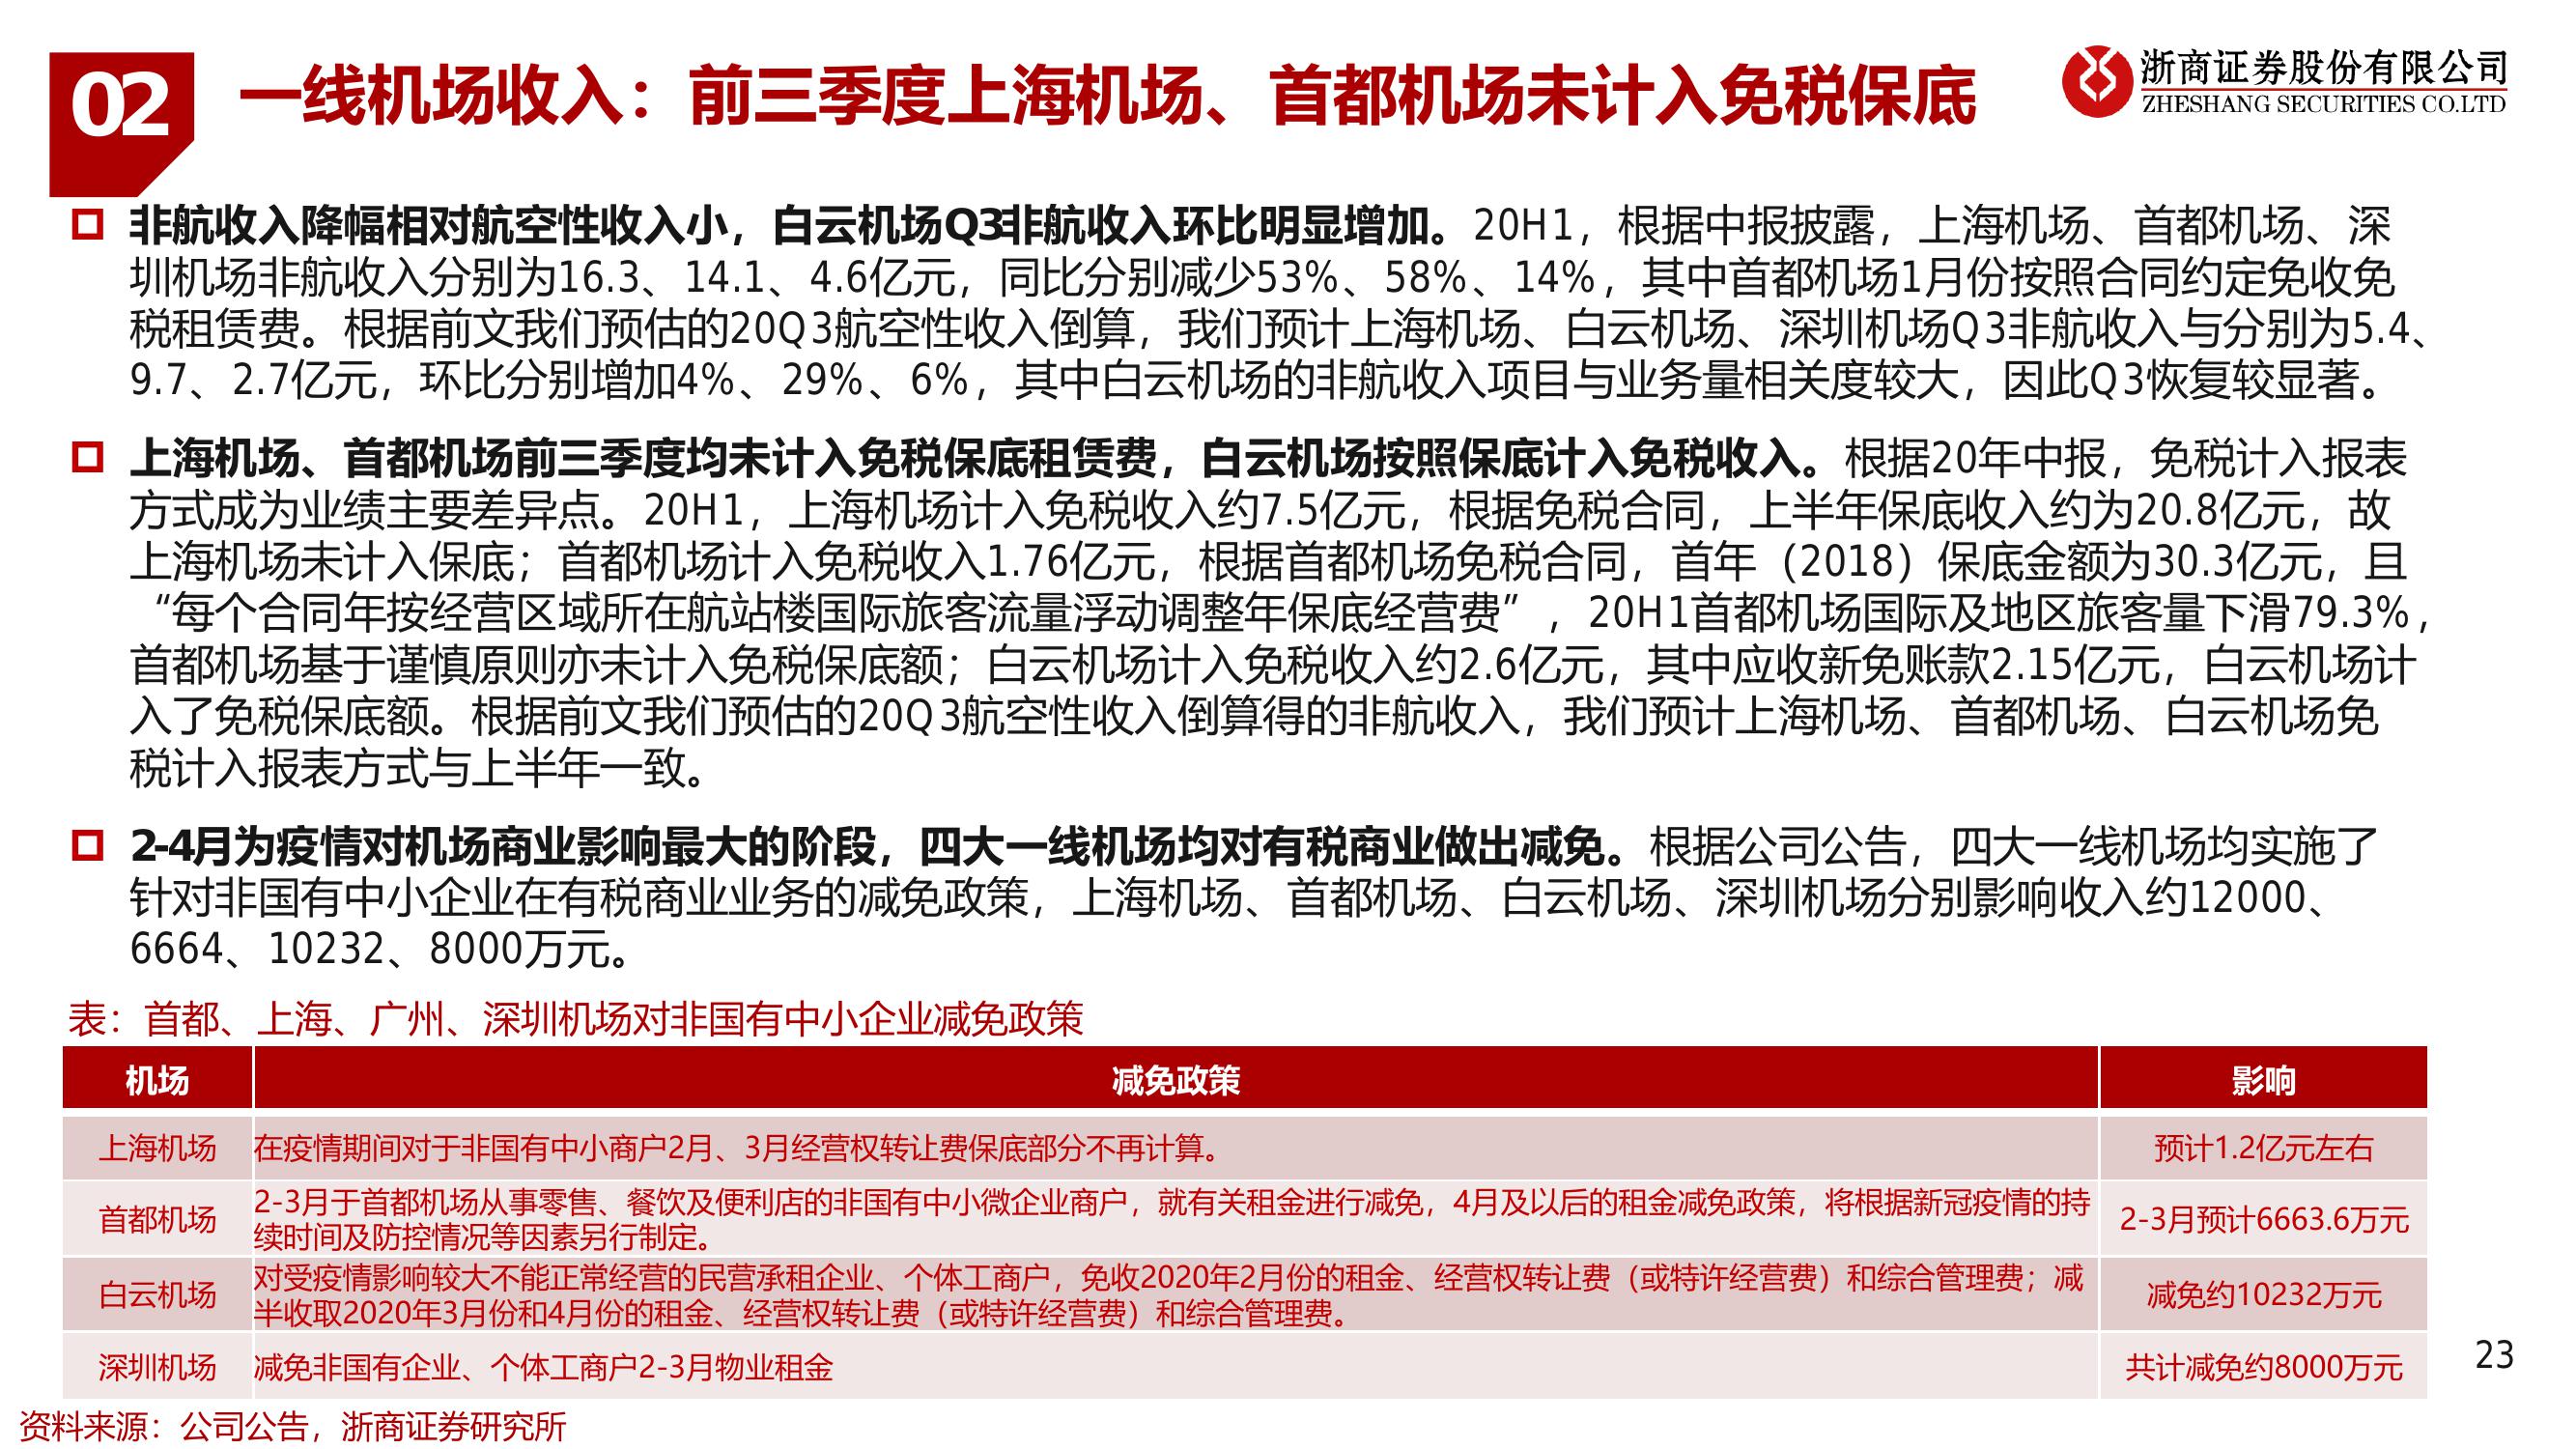 02
一线机场收入：前三季度上海机场、首都机场未计入免税保底
浙商证券股份有限公司
ZHESHANG SECURITIES CO.LTD
非航收入降幅相对航空性收入小，白云机场Q3非航收入环比明显增加。20H1，根据中报披露，上海机场、首都机场、深
圳机场非航收入分别为16.3、14.1、4.6亿元，同比分别减少53%、58%、14%，其中首都机场1月份按照合同约定免收免
税租赁费。根据前文我们预估的20Q3航空性收入倒算，我们预计上海机场、白云机场、深圳机场Q3非航收入与分别为5.4、
9.7、2.7亿元，环比分别增加4%、29%、6%，其中白云机场的非航收入项目与业务量相关度较大，因此Q3恢复较显著。
上海机场、首都机场前三季度均未计入免税保底租赁费，白云机场按照保底计入免税收入。根据20年中报，免税计入报表
方式成为业绩主要差异点。20H1，上海机场计入免税收入约7.5亿元，根据免税合同，上半年保底收入约为20.8亿元，故
上海机场未计入保底；首都机场计入免税收入1.76亿元，根据首都机场免税合同，首年（2018）保底金额为30.3亿元，且
“每个合同年按经营区域所在航站楼国际旅客流量浮动调整年保底经营费”，20H1首都机场国际及地区旅客量下滑79.3%，
首都机场基于谨慎原则亦未计入免税保底额；白云机场计入免税收入约2.6亿元，其中应收新免账款2.15亿元，白云机场计
入了免税保底额。根据前文我们预估的20Q3航空性收入倒算得的非航收入，我们预计上海机场、首都机场、白云机场免
税计入报表方式与上半年一致。
2-4月为疫情对机场商业影响最大的阶段，四大一线机场均对有税商业做出减免。根据公司公告，四大一线机场均实施了
针对非国有中小企业在有税商业业务的减免政策，上海机场、首都机场、白云机场、深圳机场分别影响收入约12000、
6664、10232、8000万元。
表：首都、上海、广州、深圳机场对非国有中小企业减免政策
机场 减免政策 影响
上海机场 在疫情期间对于非国有中小商户2月、3月经营权转让费保底部分不再计算。 预计1.2亿元左右
首都机场 2-3月于首都机场从事零售、餐饮及便利店的非国有中小微企业商户，就有关租金进行减免，4月及以后的租金减免政策，将根据新冠疫情的持
续时间及防控情况等因素另行制定。 2-3月预计6663.6万元
白云机场 对受疫情影响较大不能正常经营的民营承租企业、个体工商户，免收2020年2月份的租金、经营权转让费（或特许经营费）和综合管理费；减
半收取2020年3月份和4月份的租金、经营权转让费（或特许经营费）和综合管理费。 减免约10232万元
深圳机场 减免非国有企业、个体工商户2-3月物业租金 共计减免约8000万元
23
资料来源：公司公告，浙商证券研究所